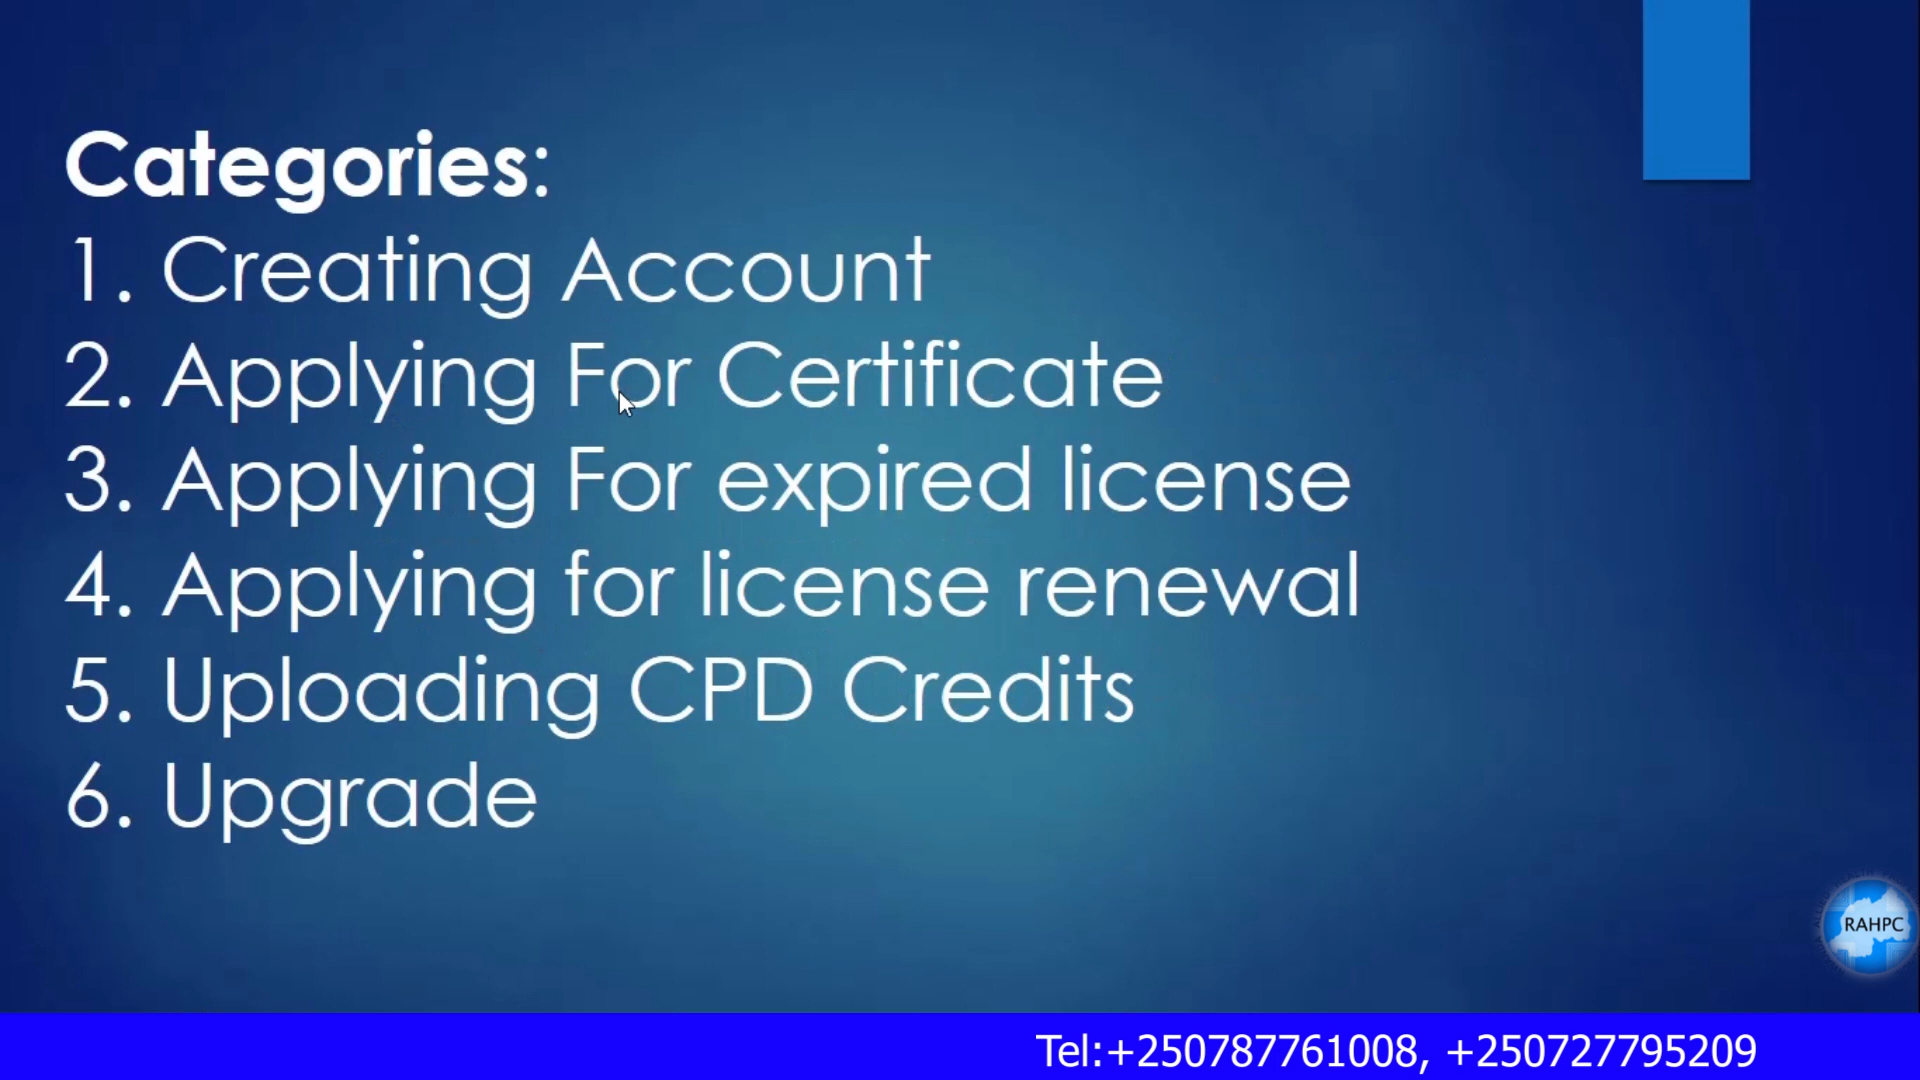 Categories:
1. Creating Account
2. Applying For Certificate
3. Applying For expired license
4. Applying for license renewal
5. Uploading CPD Credits
6. Upgrade
RAHPC
Tel:+250787761008, +250727795209